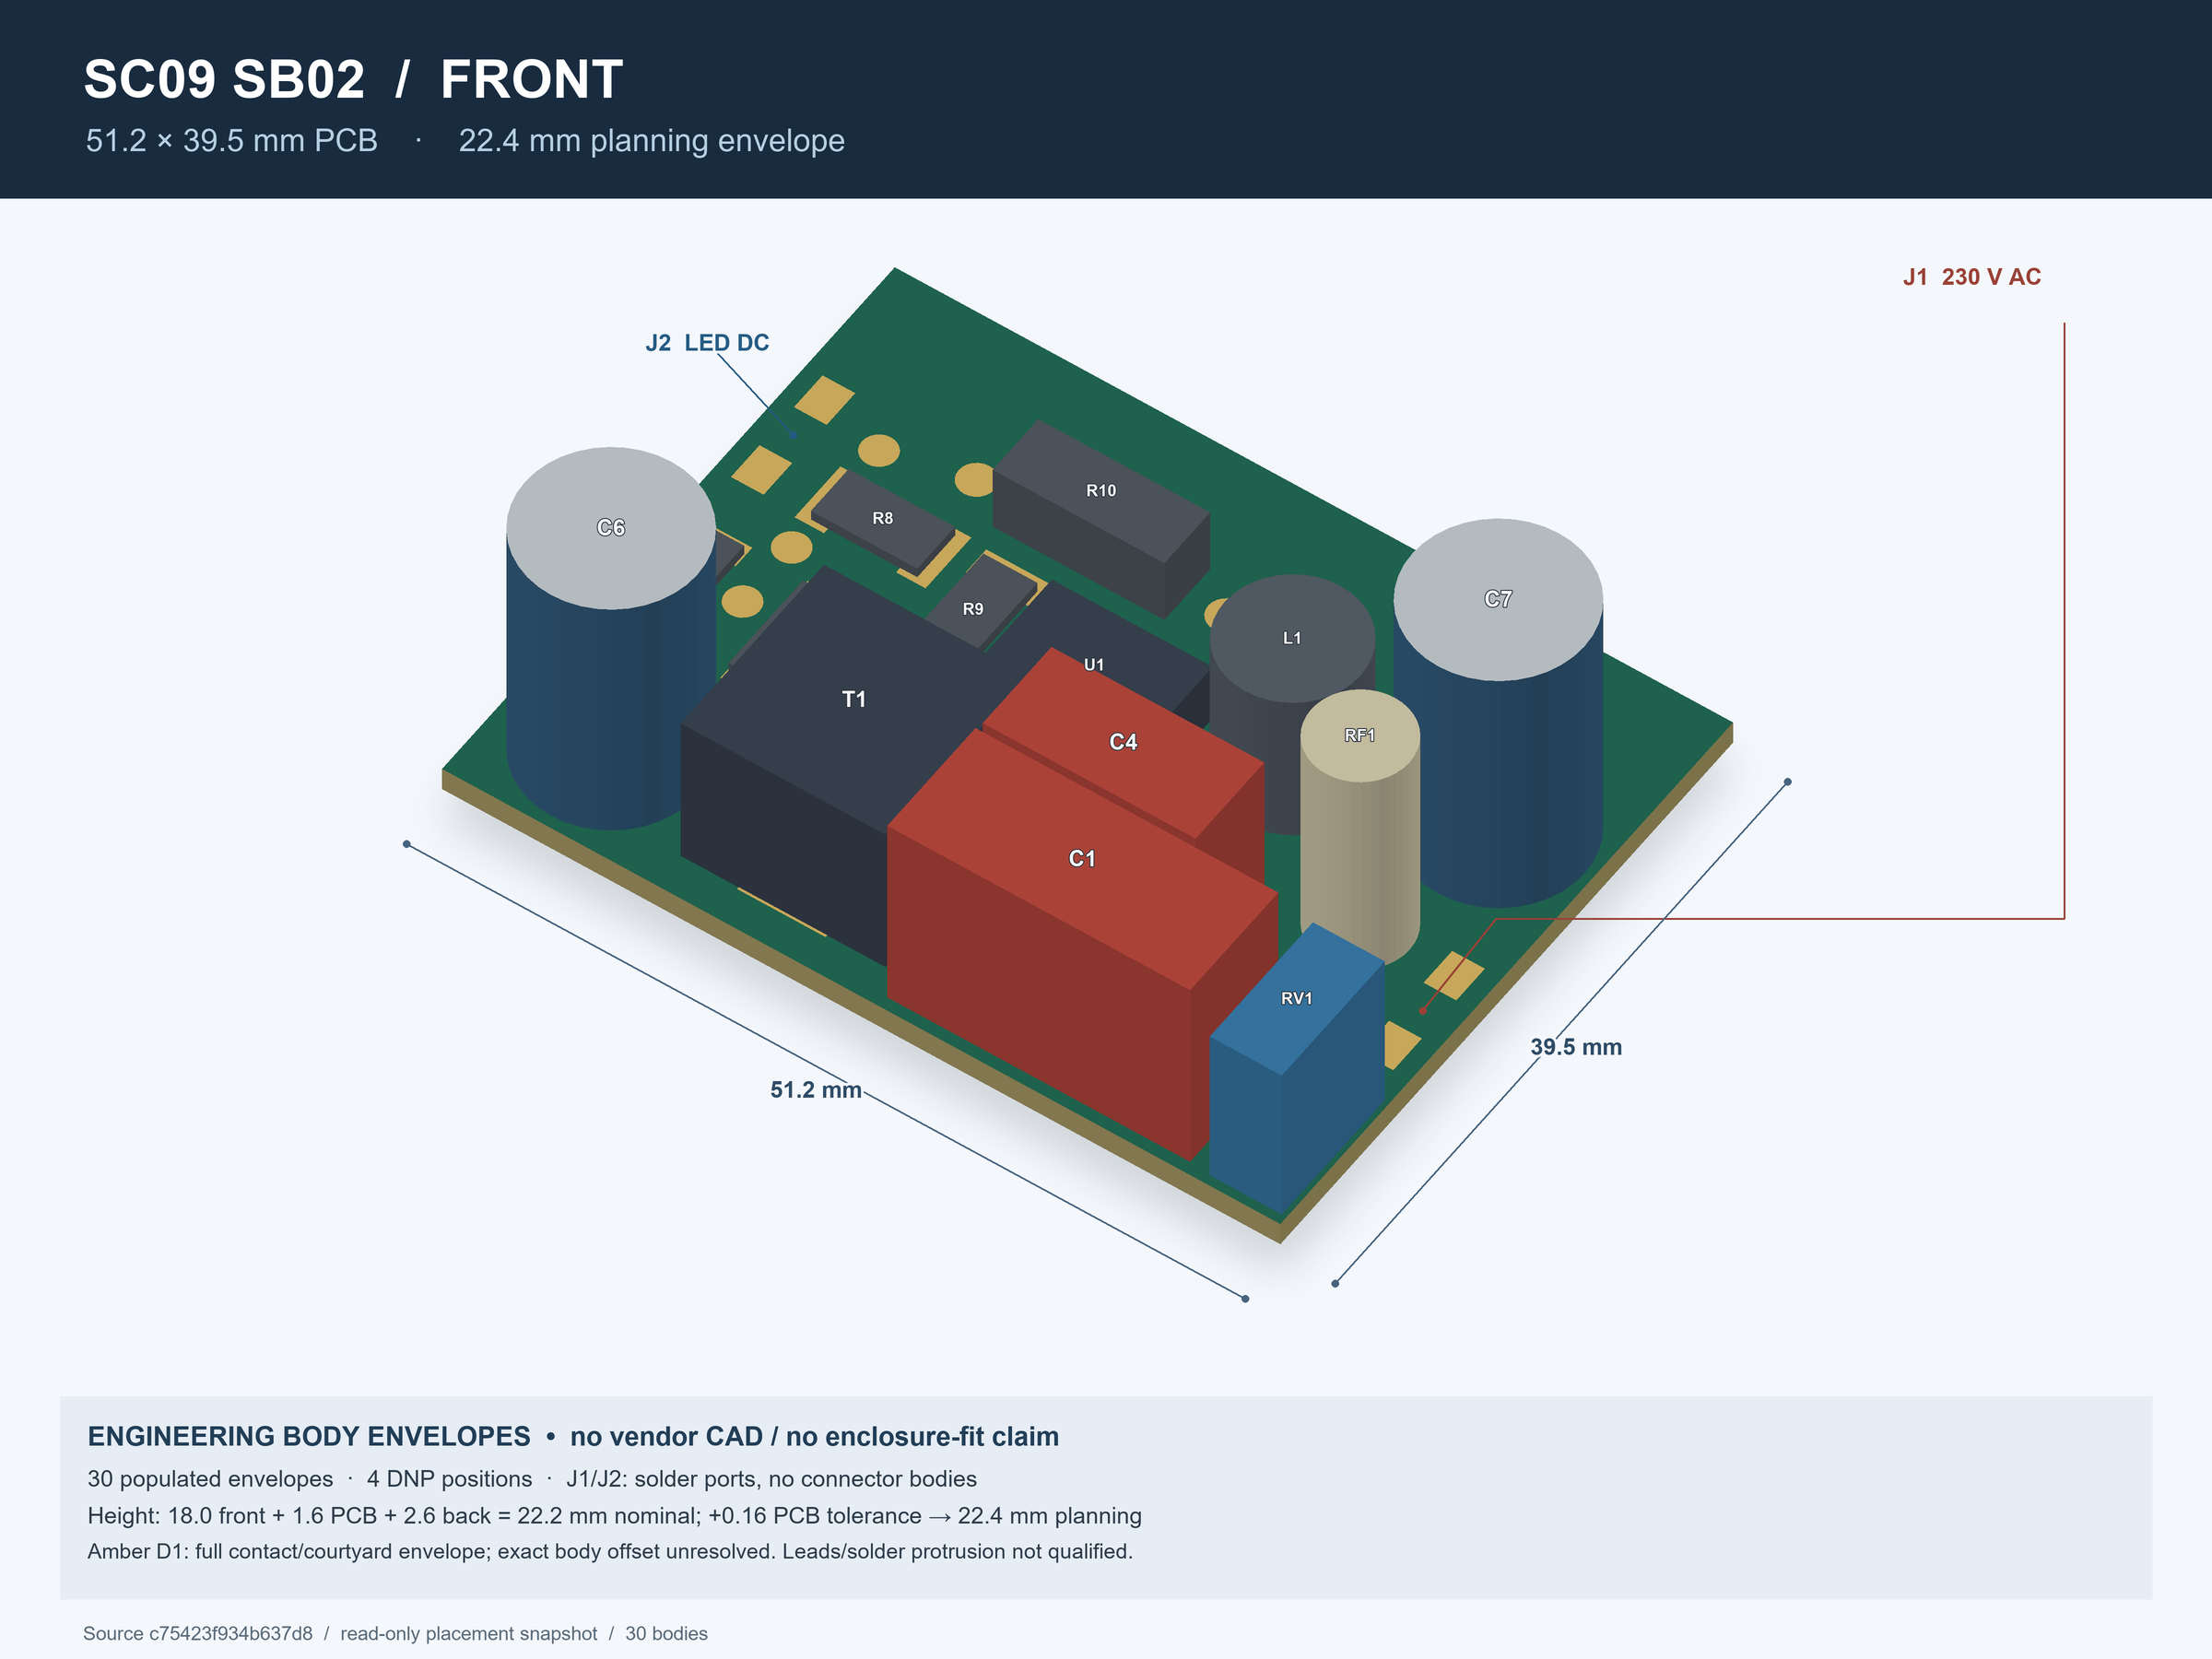 SC09 SB02 / FRONT
51.2 × 39.5 mm PCB · 22.4 mm planning envelope
J1 230 V AC
J2 LED DC
R10
C6
R8
C7
R9
L1
U1
T1
RF1
C4
C1
RV1
39.5 mm
51.2 mm
ENGINEERING BODY ENVELOPES • no vendor CAD / no enclosure-fit claim
30 populated envelopes · 4 DNP positions · J1/J2: solder ports, no connector bodies
Height: 18.0 front + 1.6 PCB + 2.6 back = 22.2 mm nominal; +0.16 PCB tolerance → 22.4 mm planning
Amber D1: full contact/courtyard envelope; exact body offset unresolved. Leads/solder protrusion not qualified.
Source c75423f934b637d8 / read-only placement snapshot / 30 bodies